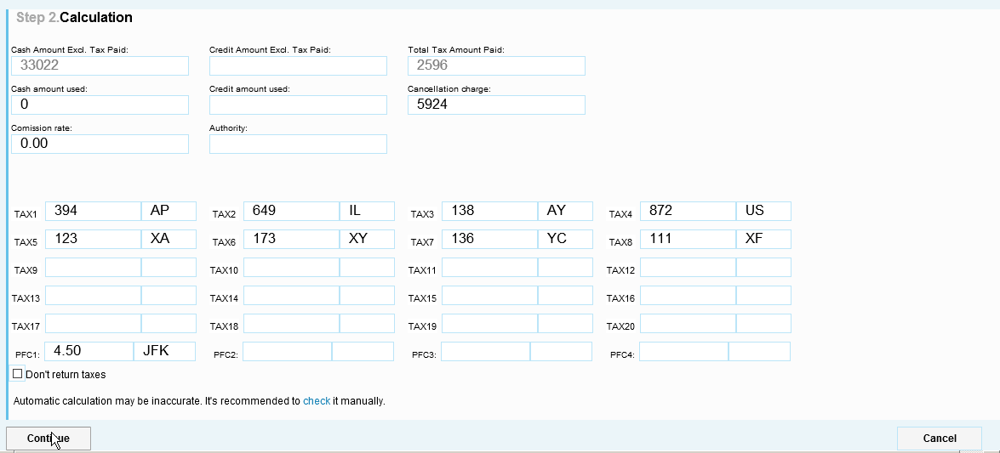 Step 2.Calculation
Cash Amount Excl. Tax Paid: Credit Amount Excl. Tax Paid: Total Tax Amount Paid:
33022 2596
Cash amount used: Credit amount used: Cancellation charge:
0 5924
Comission rate: Authority:
0.00
TAX1 394 AP TAX2 649 IL TAX3 138 AY TAX4 872 US
TAX5 123 XA TAX6 173 XY TAX7 136 YC TAX8 111 XF
TAX9 TAX10 TAX11 TAX12
TAX13 TAX14 TAX15 TAX16
TAX17 TAX18 TAX19 TAX20
PFC1: 4.50 JFK PFC2: PFC3: PFC4:
Don't return taxes
Automatic calculation may be inaccurate. It's recommended to check it manually.
Continue Cancel